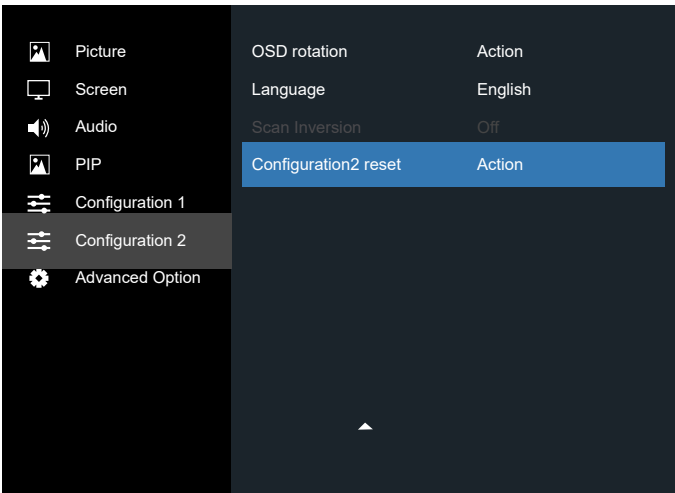 Picture
Screen
Audio
PIP
Configuration 1
Configuration 2
Advanced Option
OSD rotation Action
Language English
Scan Inversion Off
Configuration2 reset Action